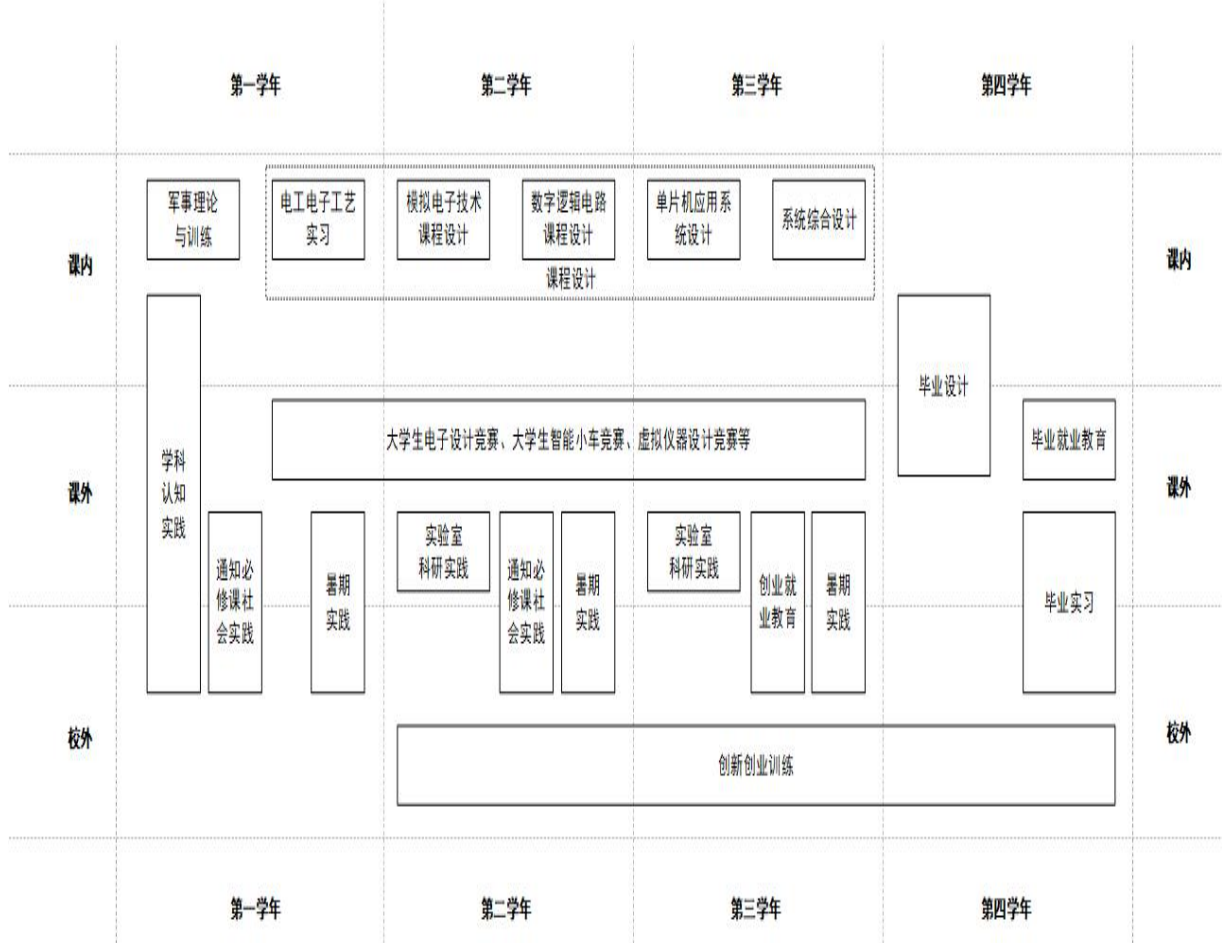 第一学年
第二学年
第三学年
第四学年
军事理论
与训练
电工电子工艺
实习
模拟电子技术
课程设计
数字逻辑电路
课程设计
单片机应用系
统设计
系统综合设计
课程设计
课内
课内
毕业设计
大学生电子设计竞赛、大学生智能小车竞赛、虚拟仪器设计竞赛等
毕业就业教育
学科
认知
实践
课外
课外
通知必
修课社
会实践
暑期
实践
实验室
科研实践
通知必
修课社
会实践
暑期
实践
实验室
科研实践
创业就
业教育
暑期
实践
毕业实习
校外
校外
创新创业训练
第一学年
第二学年
第三学年
第四学年